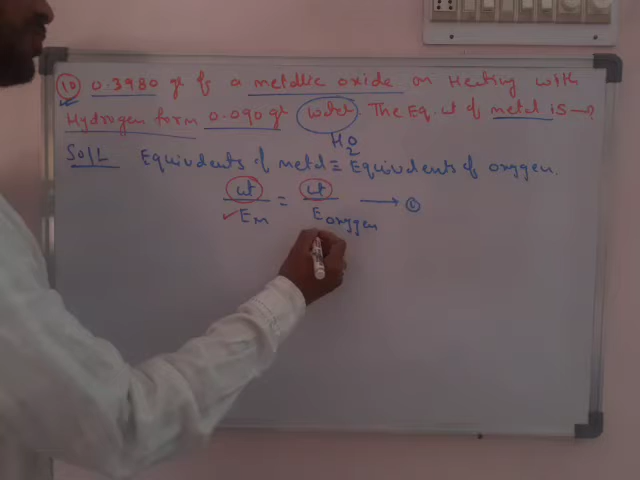 10 0.3980 gr of a metallic oxide on Heating with
Hydrogen form 0.090 gr water. The Eq. wt of metal is → ?
H2O
Sol/. Equivalents of metal = Equivalents of oxygen.
wt/EM = wt/Eoxygen → ①